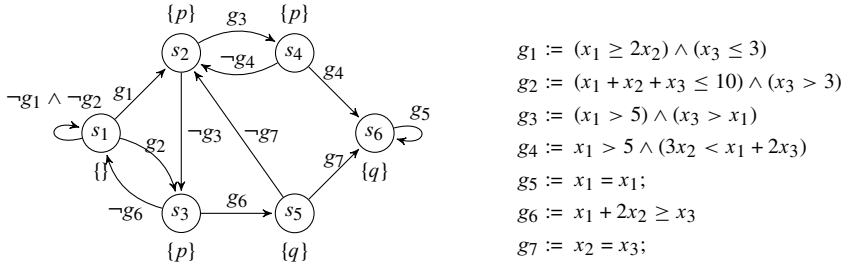 {p}
{p}
g3
s2
s4
¬g4
g1
g4
¬g1 ∧ ¬g2
g5
¬g3
¬g7
s1
s6
g2
g7
{}
{q}
¬g6
g6
s3
s5
{p}
{q}
g1 := (x1 ≥ 2x2) ∧ (x3 ≤ 3)
g2 := (x1 + x2 + x3 ≤ 10) ∧ (x3 > 3)
g3 := (x1 > 5) ∧ (x3 > x1)
g4 := x1 > 5 ∧ (3x2 < x1 + 2x3)
g5 := x1 = x1;
g6 := x1 + 2x2 ≥ x3
g7 := x2 = x3;